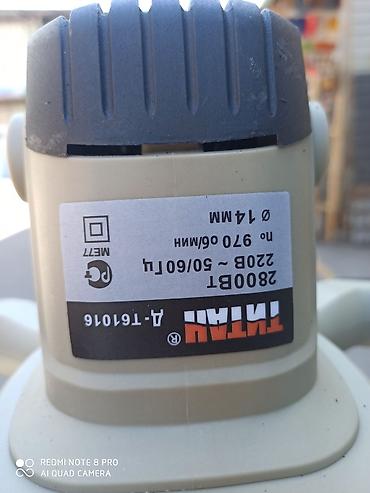 ТИТАН® Д-Т61016
2800Вт
220В ~ 50/60Гц
n₀ 970 об/мин
Ø 14мм
РСТ
МЕ77
REDMI NOTE 8 PRO
AI QUAD CAMERA